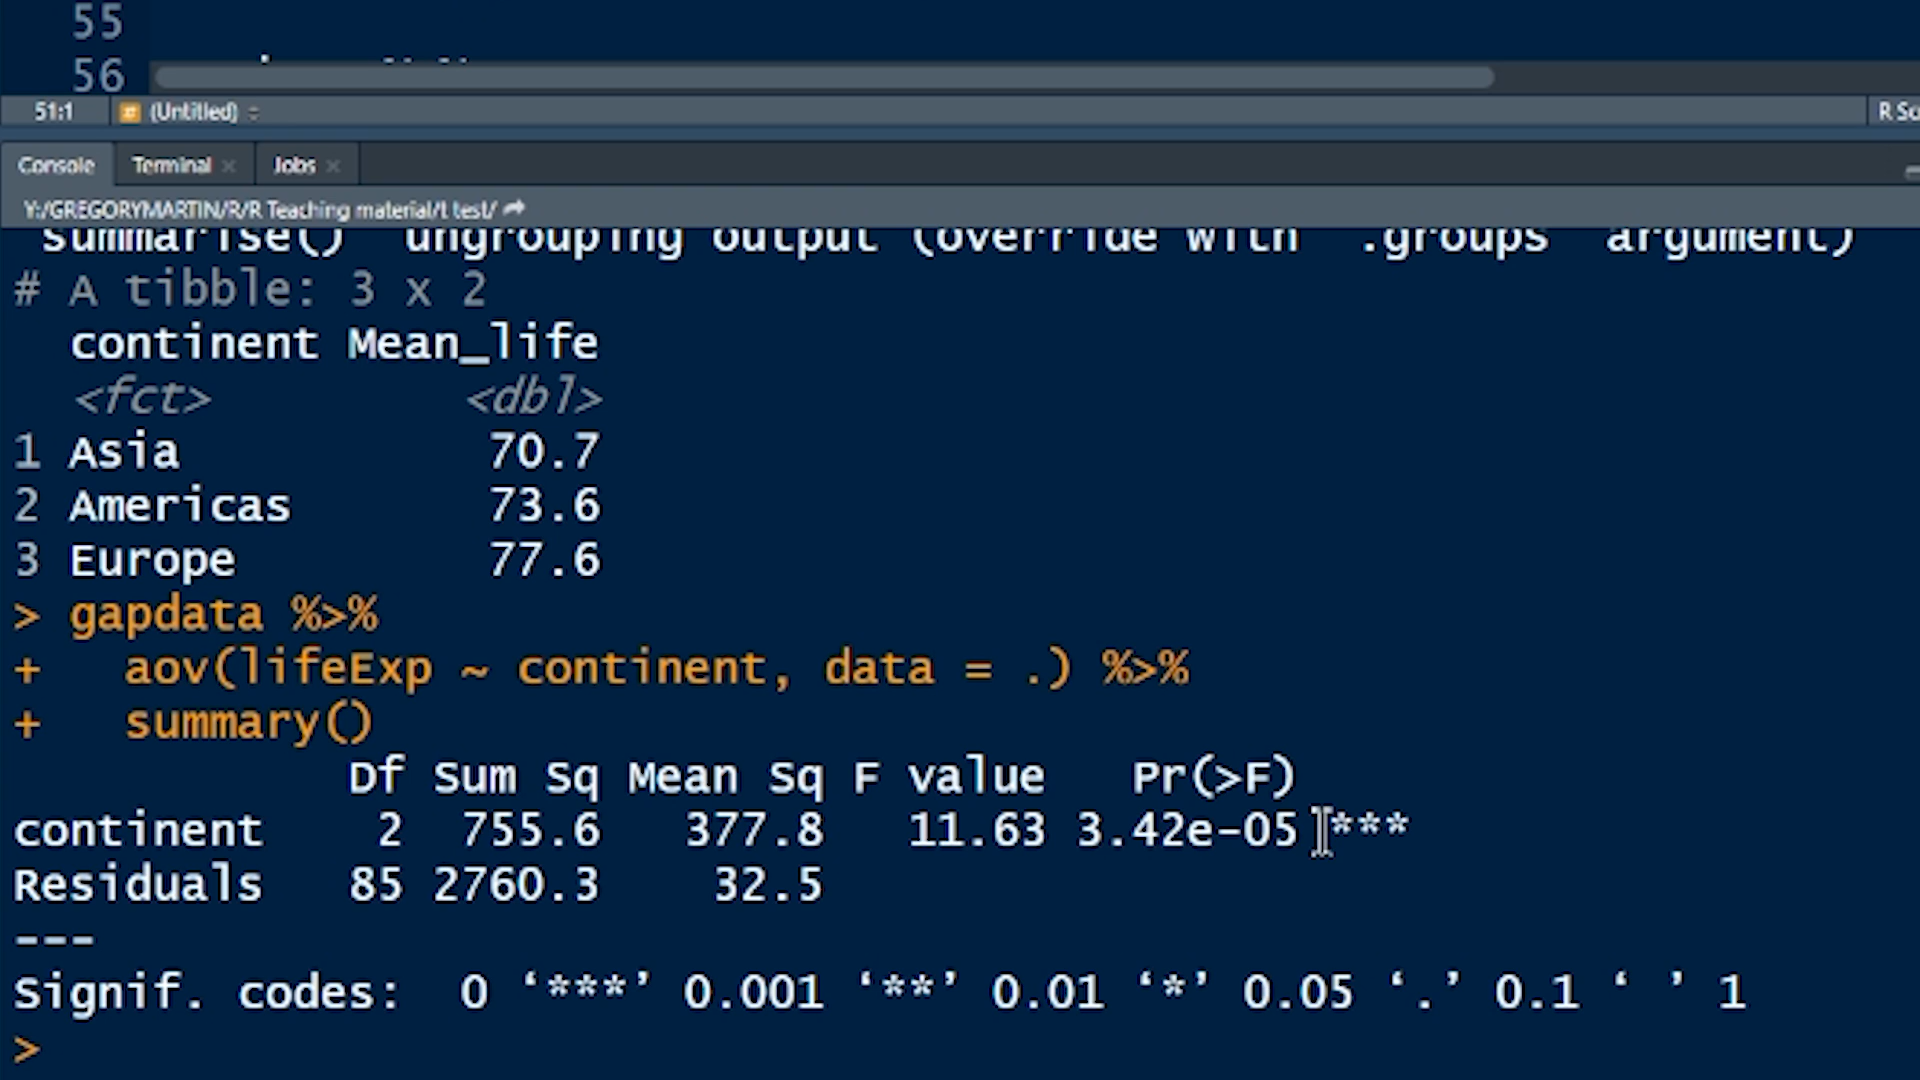 55
56
51:1 (Untitled) R Sc
Console Terminal Jobs
Y:/GREGORYMARTIN/R/R Teaching material/t test/
summarise() ungrouping output (override with .groups argument)
# A tibble: 3 x 2
continent Mean_life
<fct> <dbl>
1 Asia 70.7
2 Americas 73.6
3 Europe 77.6
> gapdata %>%
+ aov(lifeExp ~ continent, data = .) %>%
+ summary()
Df Sum Sq Mean Sq F value Pr(>F)
continent 2 755.6 377.8 11.63 3.42e-05 ***
Residuals 85 2760.3 32.5
---
Signif. codes: 0 ‘***’ 0.001 ‘**’ 0.01 ‘*’ 0.05 ‘.’ 0.1 ‘ ’ 1
>